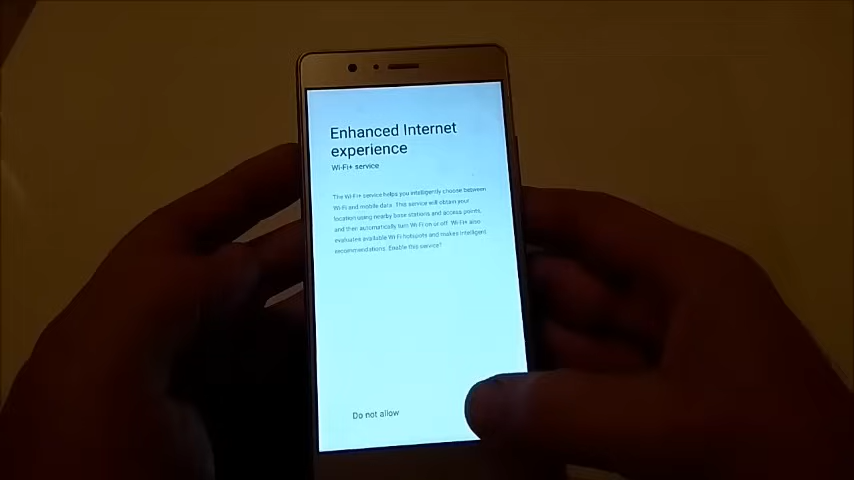 Enhanced Internet
experience
Wi-Fi+ service
The Wi-Fi+ service helps you intelligently choose between
Wi-Fi and mobile data. This service will obtain your
location using nearby base stations and access points,
and then automatically turn Wi-Fi on or off. Wi-Fi+ also
evaluates available Wi-Fi hotspots and makes intelligent
recommendations. Enable this service?
Do not allow